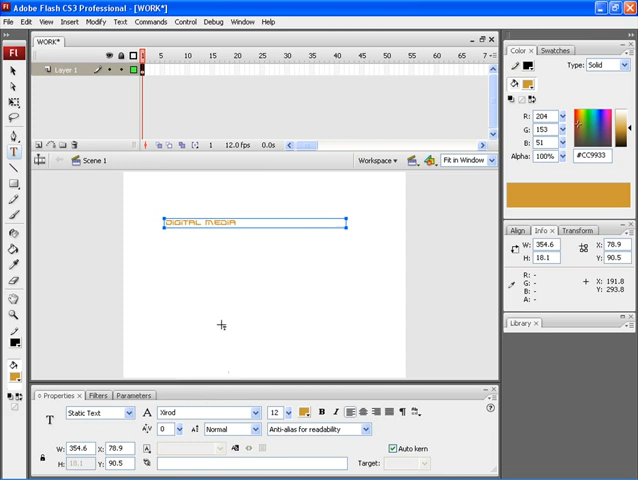 Adobe Flash CS3 Professional - [WORK*]
File Edit View Insert Modify Text Commands Control Debug Window Help
WORK*
1 5 10 15 20 25 30 35 40 45 50 55 60 65
Layer 1
1 12.0 fps 0.0s
Scene 1 Workspace Fit in Window
DIGITAL MEDIA
Color Swatches
Type: Solid
R: 204
G: 153
B: 51
Alpha: 100% #CC9933
Align Info Transform
W: 354.6 X: 78.9
H: 18.1 Y: 90.5
R: -
G: -
B: -
A: -
X: 191.8
Y: 293.8
Library
Properties Filters Parameters
Static Text A Xirod 12 B I
0 Normal Anti-alias for readability
W: 354.6 X: 78.9 Auto kern
H: 18.1 Y: 90.5 Target: